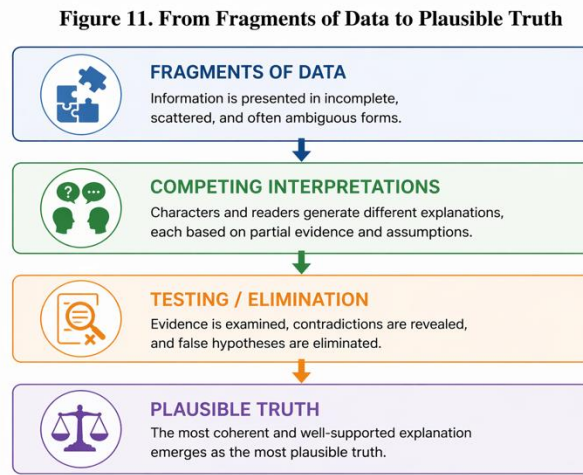 Figure 11. From Fragments of Data to Plausible Truth
FRAGMENTS OF DATA
Information is presented in incomplete,
scattered, and often ambiguous forms.
? ...
COMPETING INTERPRETATIONS
Characters and readers generate different explanations,
each based on partial evidence and assumptions.
TESTING / ELIMINATION
Evidence is examined, contradictions are revealed,
and false hypotheses are eliminated.
PLAUSIBLE TRUTH
The most coherent and well-supported explanation
emerges as the most plausible truth.